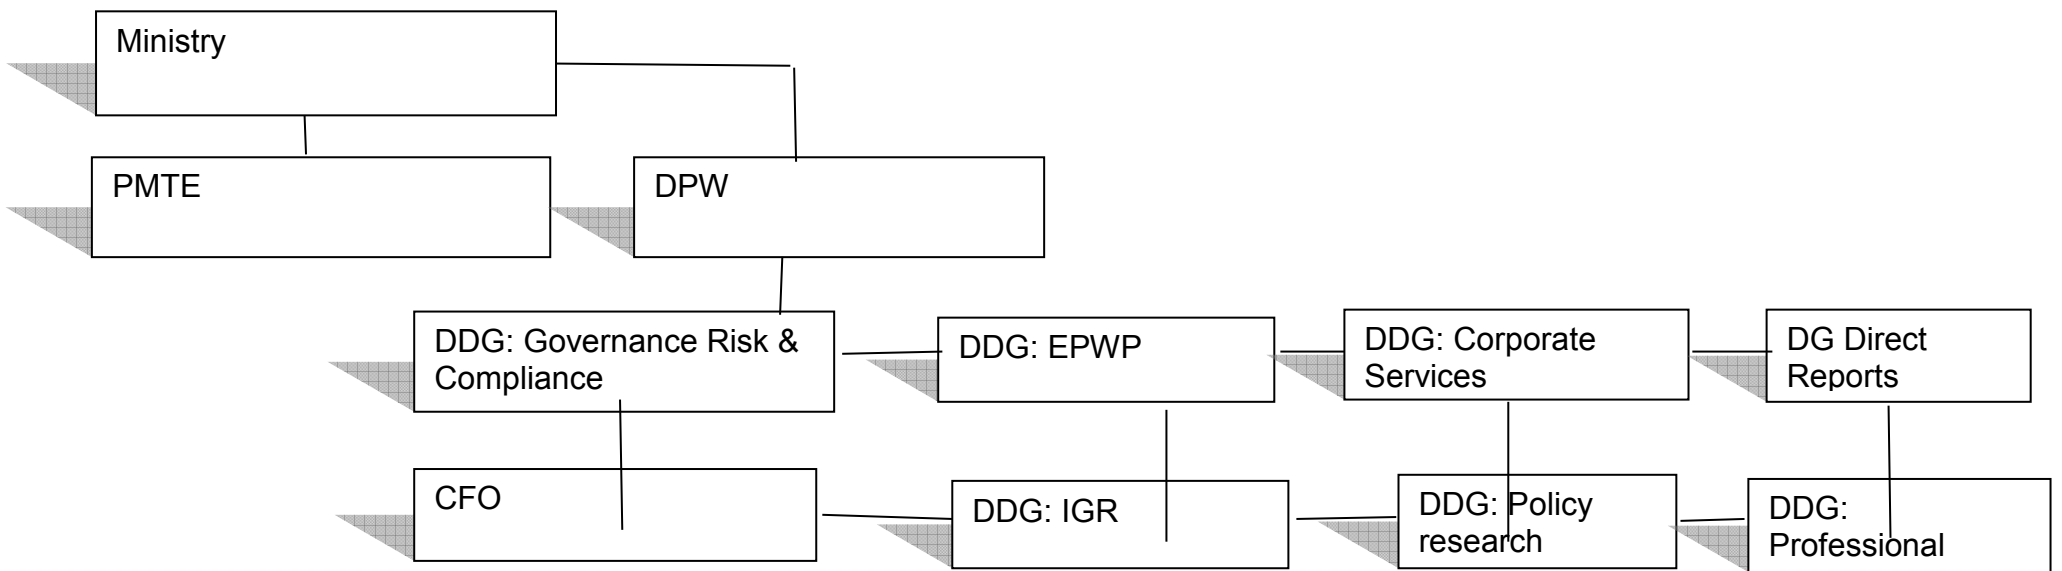 Ministry
PMTE
DPW
DDG: Governance Risk &
Compliance
DDG: EPWP
DDG: Corporate
Services
DG Direct
Reports
CFO
DDG: IGR
DDG: Policy
research
DDG:
Professional